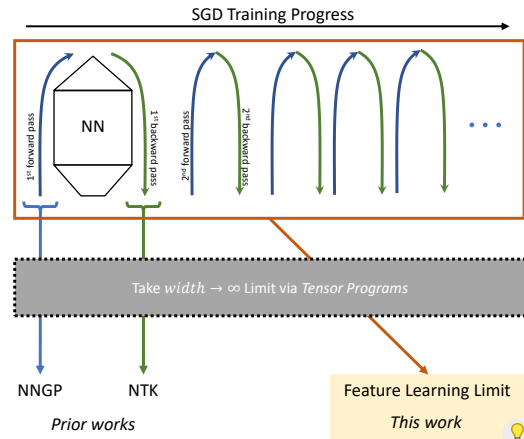 SGD Training Progress
NN
1st forward pass
1st backward pass
2nd forward pass
2nd backward pass
Take width → ∞ Limit via Tensor Programs
NNGP
NTK
Feature Learning Limit
Prior works
This work